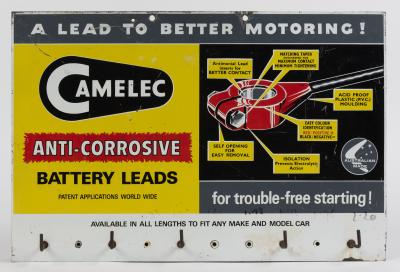 A LEAD TO BETTER MOTORING!
CAMELEC
ANTI-CORROSIVE
BATTERY LEADS
PATENT APPLICATIONS WORLD WIDE
Antimonial Lead
Inserts for
BETTER CONTACT
MATCHING TAPER
MAXIMUM CONTACT
MINIMUM TIGHTENING
ACID PROOF
PLASTIC (P.V.C.)
MOULDING
EASY COLOUR
IDENTIFICATION
RED-POSITIVE +
BLACK-NEGATIVE -
SELF OPENING FOR
EASY REMOVAL
ISOLATION
Prevents Electrolytic
Action
AUSTRALIAN
MADE
for trouble-free starting!
AVAILABLE IN ALL LENGTHS TO FIT ANY MAKE AND MODEL CAR
2-20